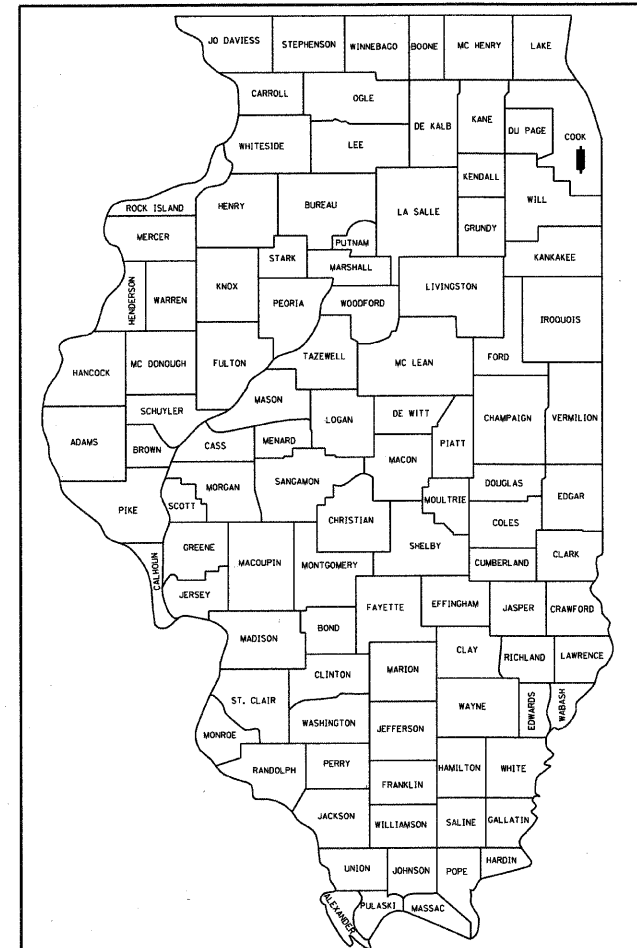 JO DAVIESS
STEPHENSON
WINNEBAGO
BOONE
MC HENRY
LAKE
CARROLL
OGLE
DE KALB
KANE
DU PAGE
COOK
WHITESIDE
LEE
KENDALL
WILL
ROCK ISLAND
HENRY
BUREAU
LA SALLE
GRUNDY
MERCER
PUTNAM
STARK
MARSHALL
KANKAKEE
HENDERSON
WARREN
KNOX
PEORIA
WOODFORD
LIVINGSTON
IROQUOIS
HANCOCK
MC DONOUGH
FULTON
TAZEWELL
MC LEAN
FORD
SCHUYLER
MASON
LOGAN
DE WITT
CHAMPAIGN
VERMILION
ADAMS
BROWN
CASS
MENARD
MACON
PIATT
PIKE
SCOTT
MORGAN
SANGAMON
CHRISTIAN
MOULTRIE
DOUGLAS
EDGAR
COLES
CALHOUN
GREENE
MACOUPIN
MONTGOMERY
SHELBY
CUMBERLAND
CLARK
JERSEY
FAYETTE
EFFINGHAM
JASPER
CRAWFORD
MADISON
BOND
CLAY
RICHLAND
LAWRENCE
CLINTON
MARION
ST. CLAIR
WAYNE
EDWARDS
WABASH
MONROE
WASHINGTON
JEFFERSON
RANDOLPH
PERRY
HAMILTON
WHITE
FRANKLIN
JACKSON
WILLIAMSON
SALINE
GALLATIN
UNION
JOHNSON
POPE
HARDIN
ALEXANDER
PULASKI
MASSAC